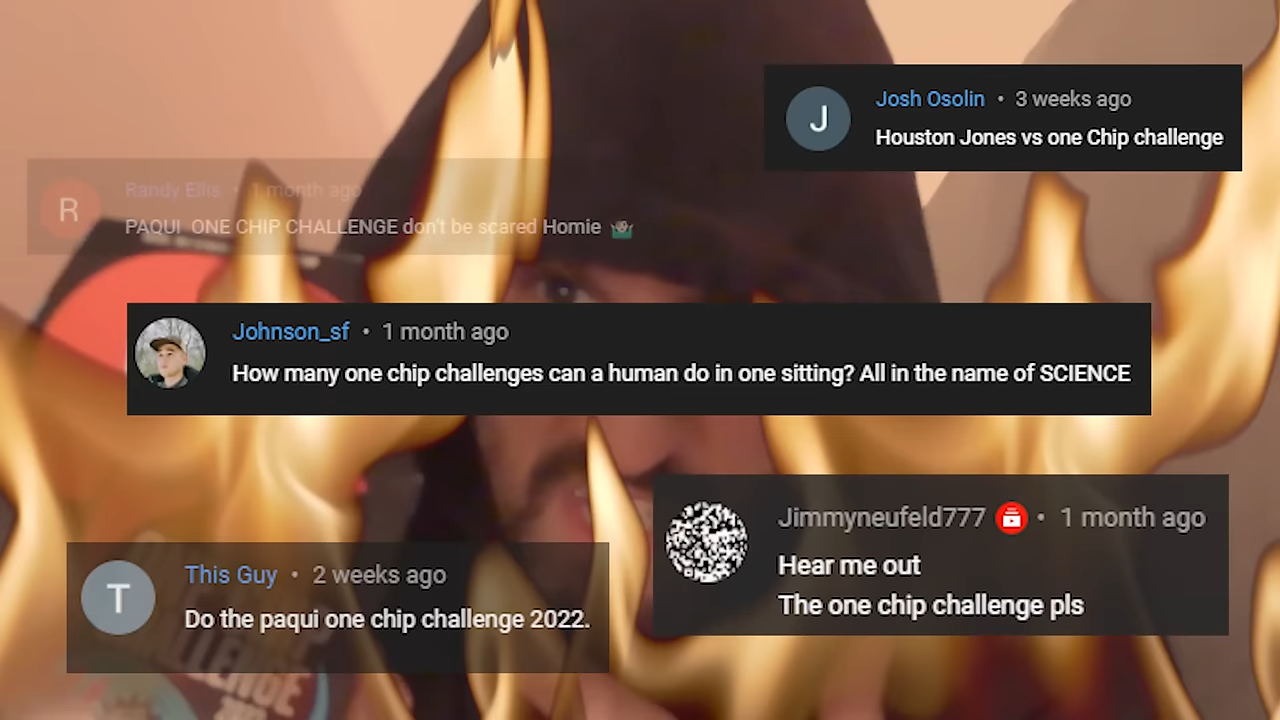 J
Josh Osolin • 3 weeks ago
Houston Jones vs one Chip challenge
R
Randy Ellis • 1 month ago
PAQUI ONE CHIP CHALLENGE don't be scared Homie 🤷🏽‍♂️
Johnson_sf • 1 month ago
How many one chip challenges can a human do in one sitting? All in the name of SCIENCE
Jimmyneufeld777 • 1 month ago
Hear me out
The one chip challenge pls
T
This Guy • 2 weeks ago
Do the paqui one chip challenge 2022.
CHALLENGE